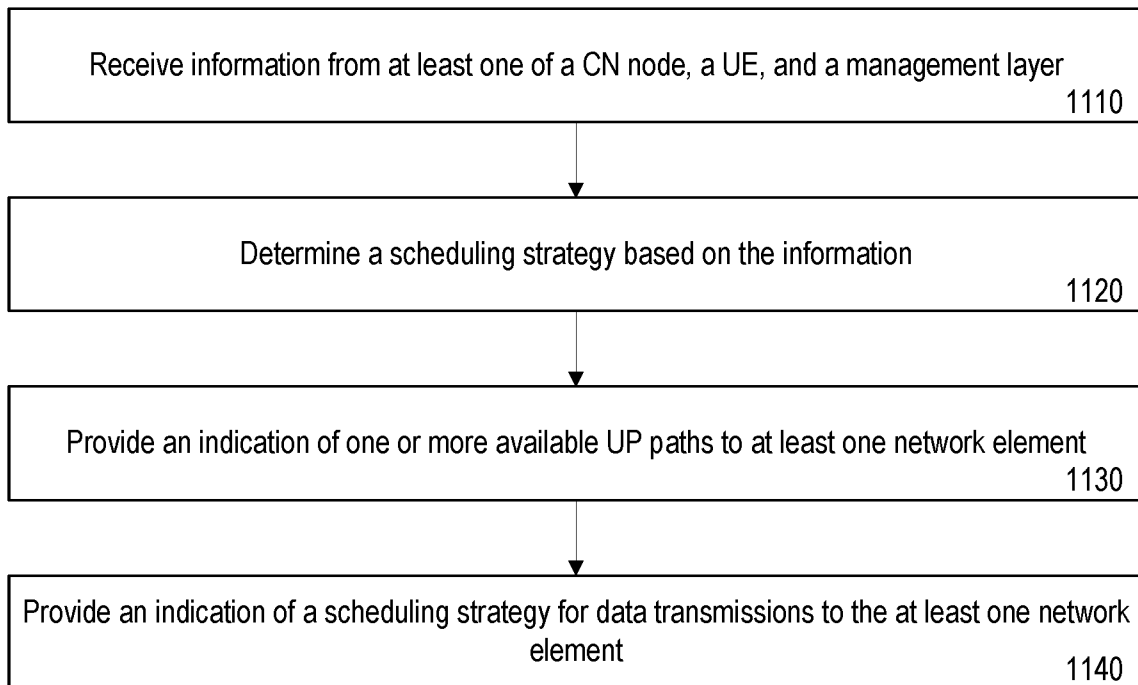 Receive information from at least one of a CN node, a UE, and a management layer
1110
Determine a scheduling strategy based on the information
1120
Provide an indication of one or more available UP paths to at least one network element
1130
Provide an indication of a scheduling strategy for data transmissions to the at least one network
element
1140